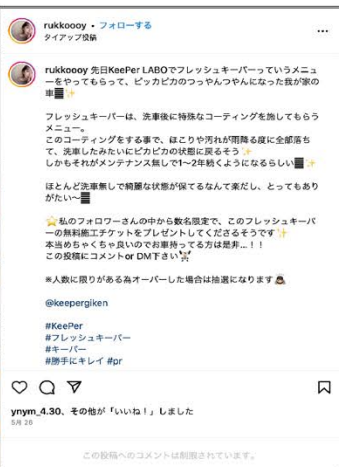 rukkoooy • フォローする
タイアップ投稿
rukkoooy 先日KeePer LABOでフレッシュキーパーっていうメニュ
ーをやってもらって、ピッカピカのつっやんつやんになった我が家の
車
フレッシュキーパーは、洗車後に特殊なコーティングを施してもらう
メニュー。
このコーティングをする事で、ほこりや汚れが雨降る度に全部落ち
て、洗車したみたいにピカピカの状態に戻るそう✨
しかもそれがメンテナンス無しで1〜2年続くようになるらしい✨
ほとんど洗車無しで綺麗な状態が保てるなんて楽だし、とってもあり
がたい〜
⭐私のフォロワーさんの中から数名限定で、このフレッシュキーパ
ーの無料施工チケットをプレゼントしてくださるそうです✨
本当めちゃくちゃ良いのでお車持ってる方は是非...！！
この投稿にコメントor DM下さい
※人数に限りがある為オーバーした場合は抽選になります
@keepergiken
#KeePer
#フレッシュキーパー
#キーパー
#勝手にキレイ #pr
ynym_4.30、その他が「いいね！」しました
5月 28
この投稿へのコメントは制限されています。